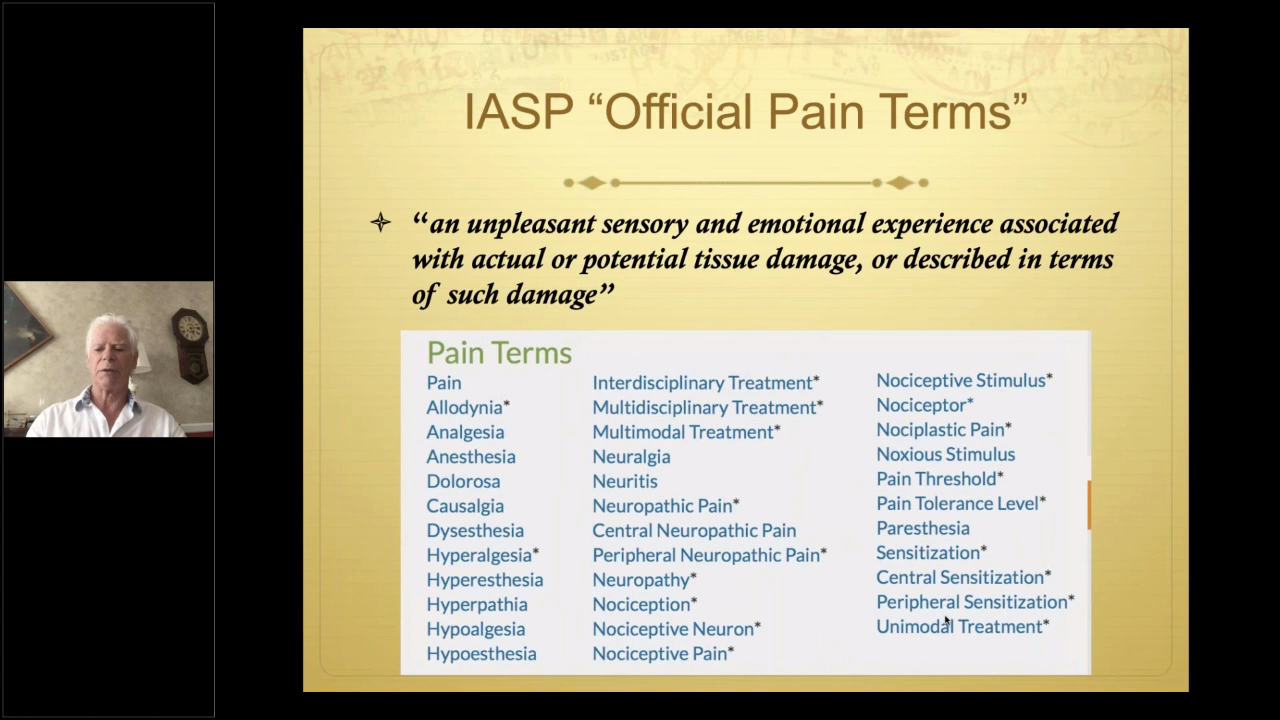 IASP “Official Pain Terms”
“an unpleasant sensory and emotional experience associated
with actual or potential tissue damage, or described in terms
of such damage”
Pain Terms
Pain
Allodynia*
Analgesia
Anesthesia
Dolorosa
Causalgia
Dysesthesia
Hyperalgesia*
Hyperesthesia
Hyperpathia
Hypoalgesia
Hypoesthesia
Interdisciplinary Treatment*
Multidisciplinary Treatment*
Multimodal Treatment*
Neuralgia
Neuritis
Neuropathic Pain*
Central Neuropathic Pain
Peripheral Neuropathic Pain*
Neuropathy*
Nociception*
Nociceptive Neuron*
Nociceptive Pain*
Nociceptive Stimulus*
Nociceptor*
Nociplastic Pain*
Noxious Stimulus
Pain Threshold*
Pain Tolerance Level*
Paresthesia
Sensitization*
Central Sensitization*
Peripheral Sensitization*
Unimodal Treatment*